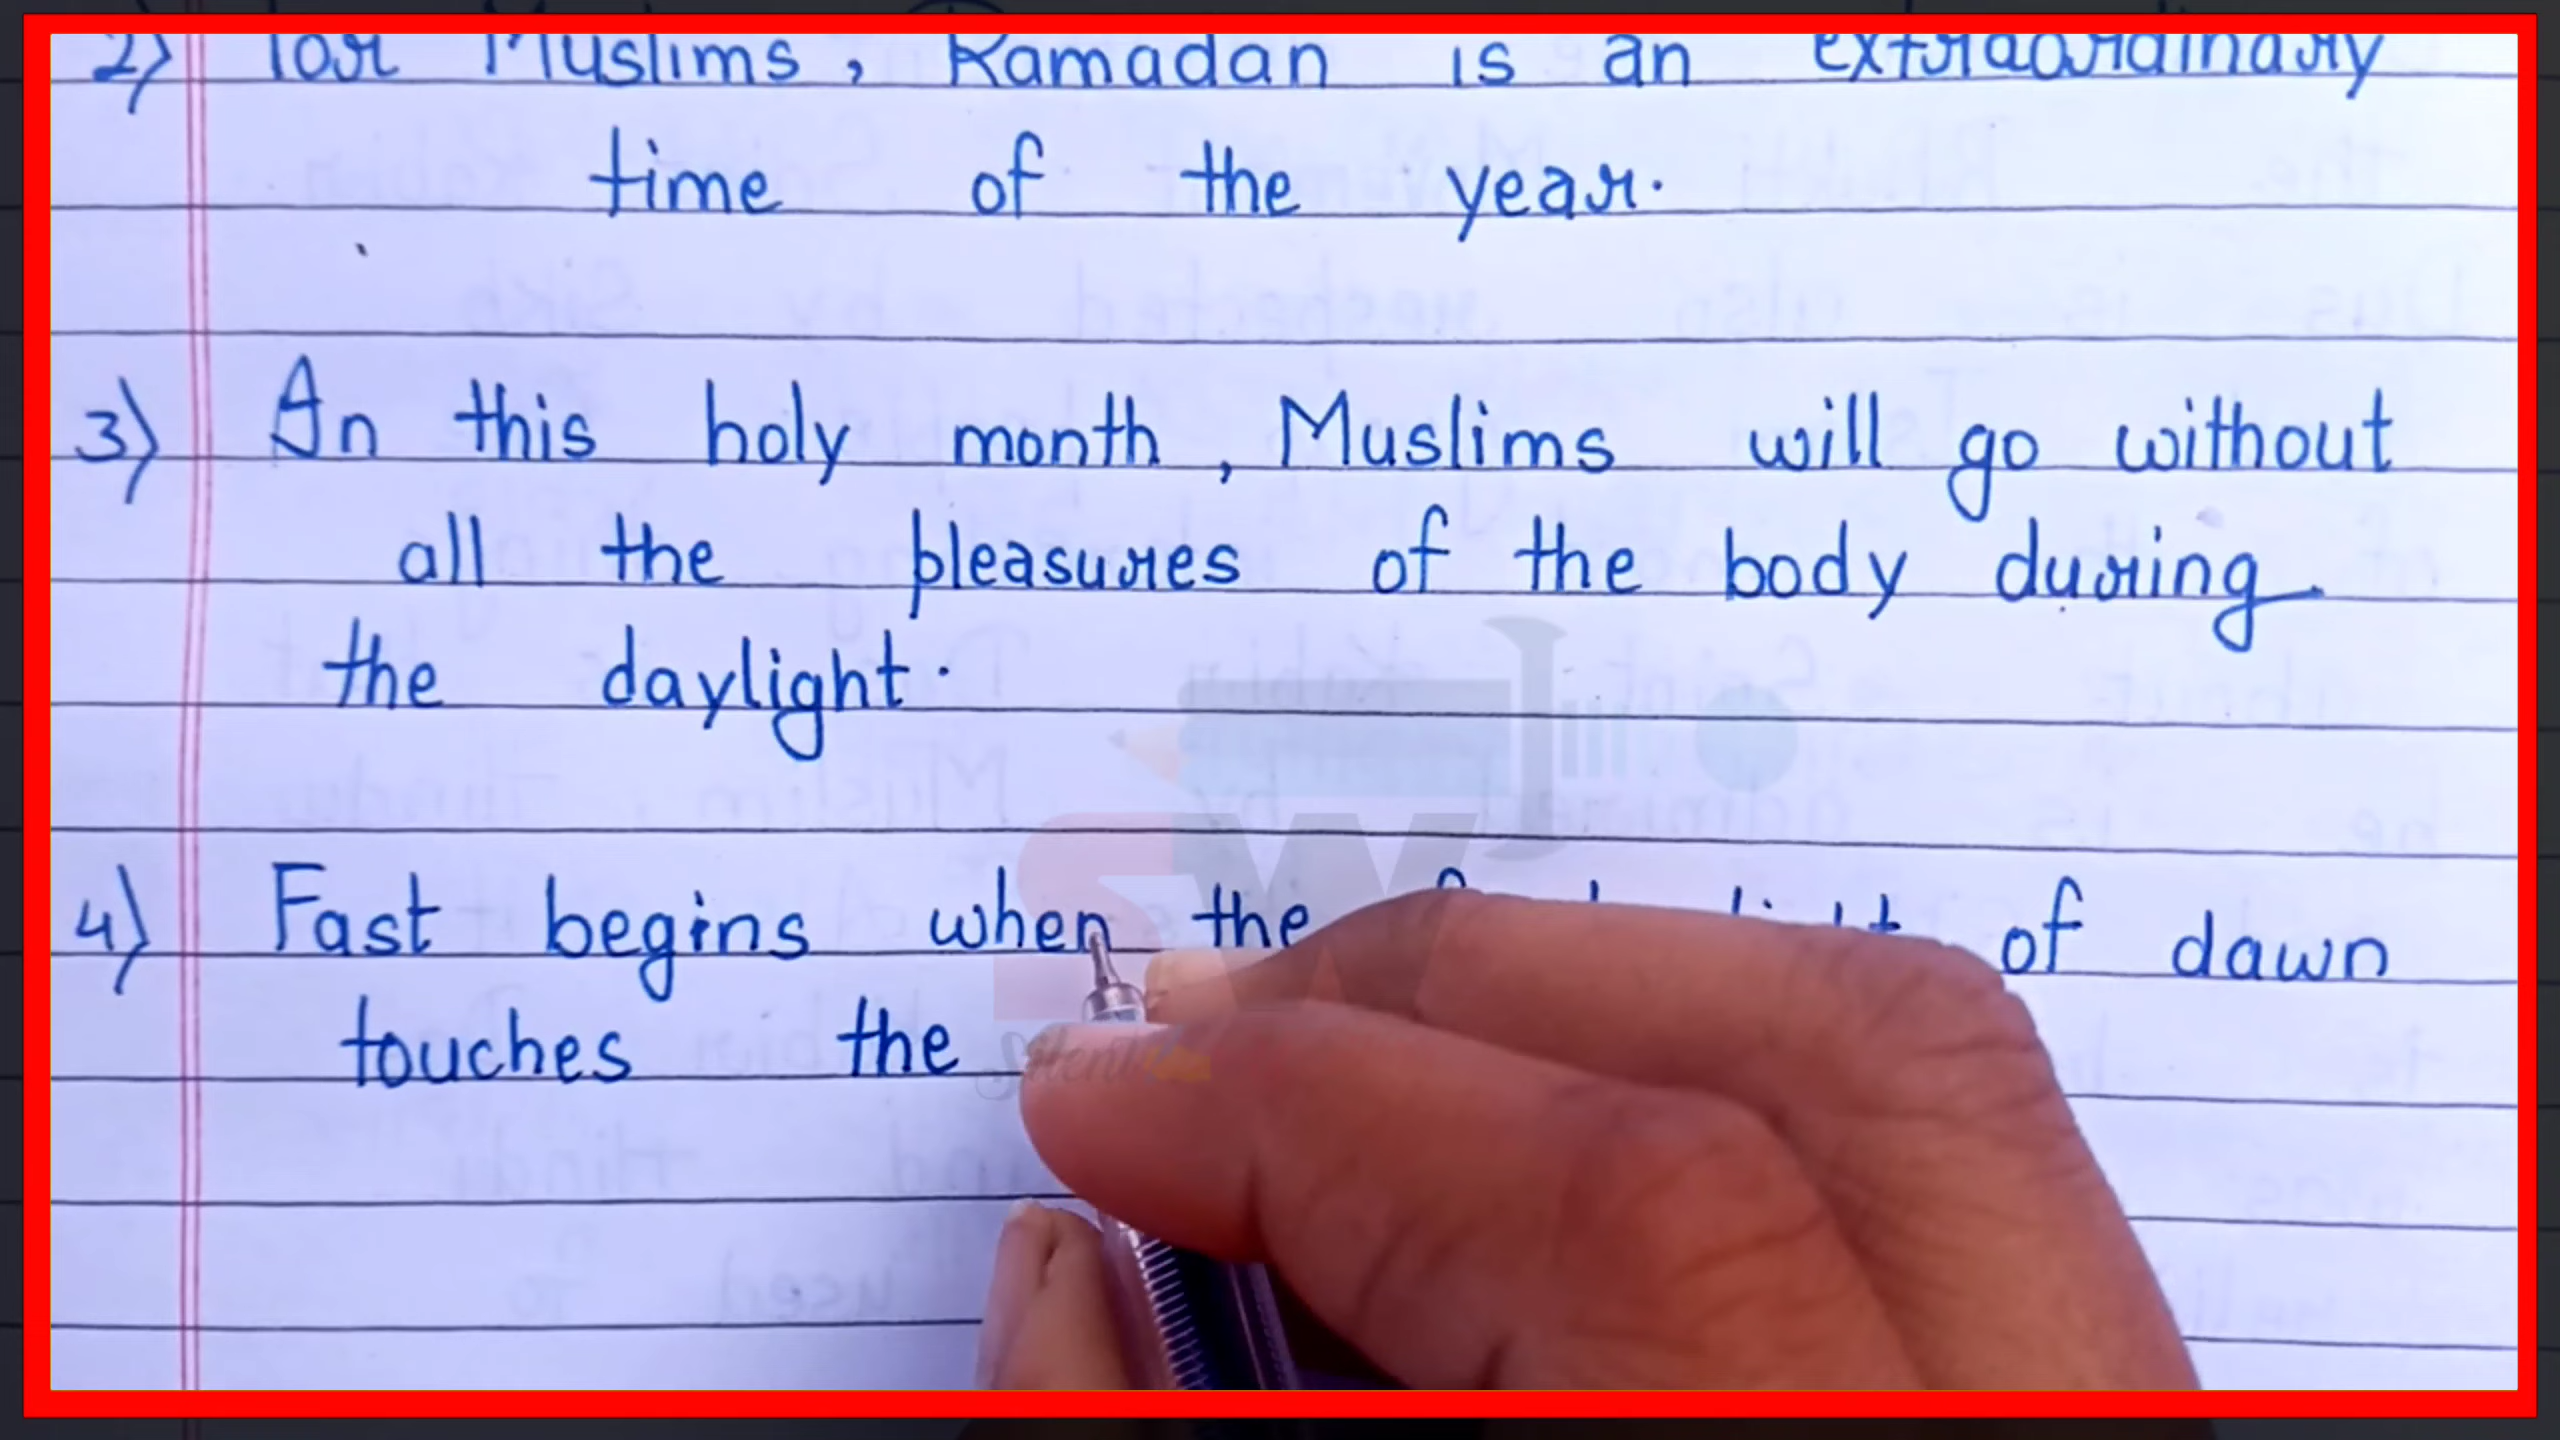 2) For Muslims, Ramadan is an extraordinary
time of the year.
3) In this holy month, Muslims will go without
all the pleasures of the body during
the daylight.
4) Fast begins when the of dawn
touches the
SW